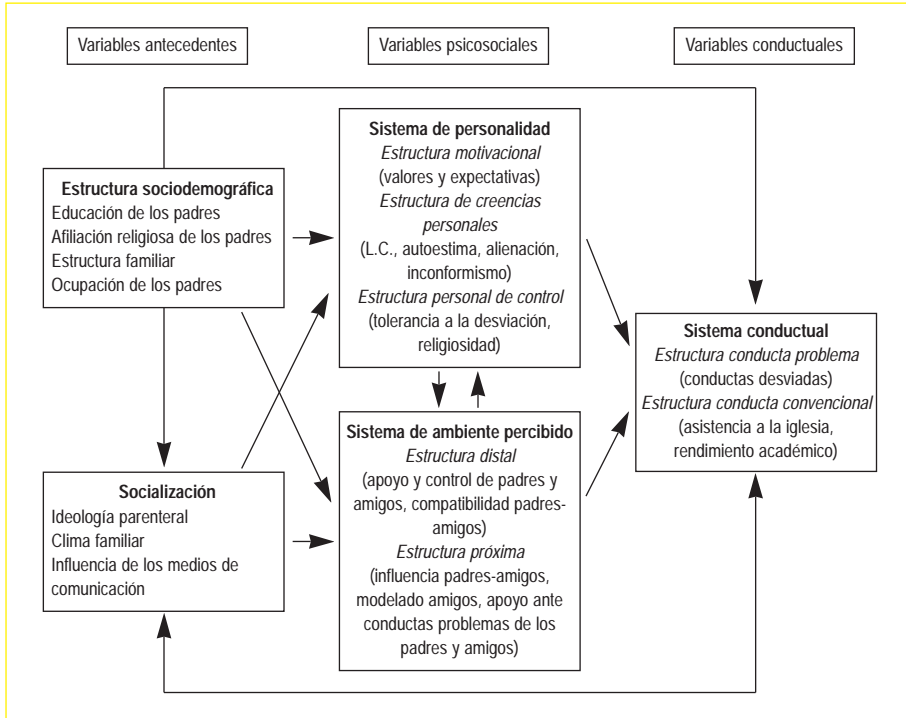 Variables antecedentes
Variables psicosociales
Variables conductuales
Estructura sociodemográfica
Educación de los padres
Afiliación religiosa de los padres
Estructura familiar
Ocupación de los padres
Socialización
Ideología parenteral
Clima familiar
Influencia de los medios de
comunicación
Sistema de personalidad
Estructura motivacional
(valores y expectativas)
Estructura de creencias
personales
(L.C., autoestima, alienación,
inconformismo)
Estructura personal de control
(tolerancia a la desviación,
religiosidad)
Sistema de ambiente percibido
Estructura distal
(apoyo y control de padres y
amigos, compatibilidad padres-
amigos)
Estructura próxima
(influencia padres-amigos,
modelado amigos, apoyo ante
conductas problemas de los
padres y amigos)
Sistema conductual
Estructura conducta problema
(conductas desviadas)
Estructura conducta convencional
(asistencia a la iglesia,
rendimiento académico)